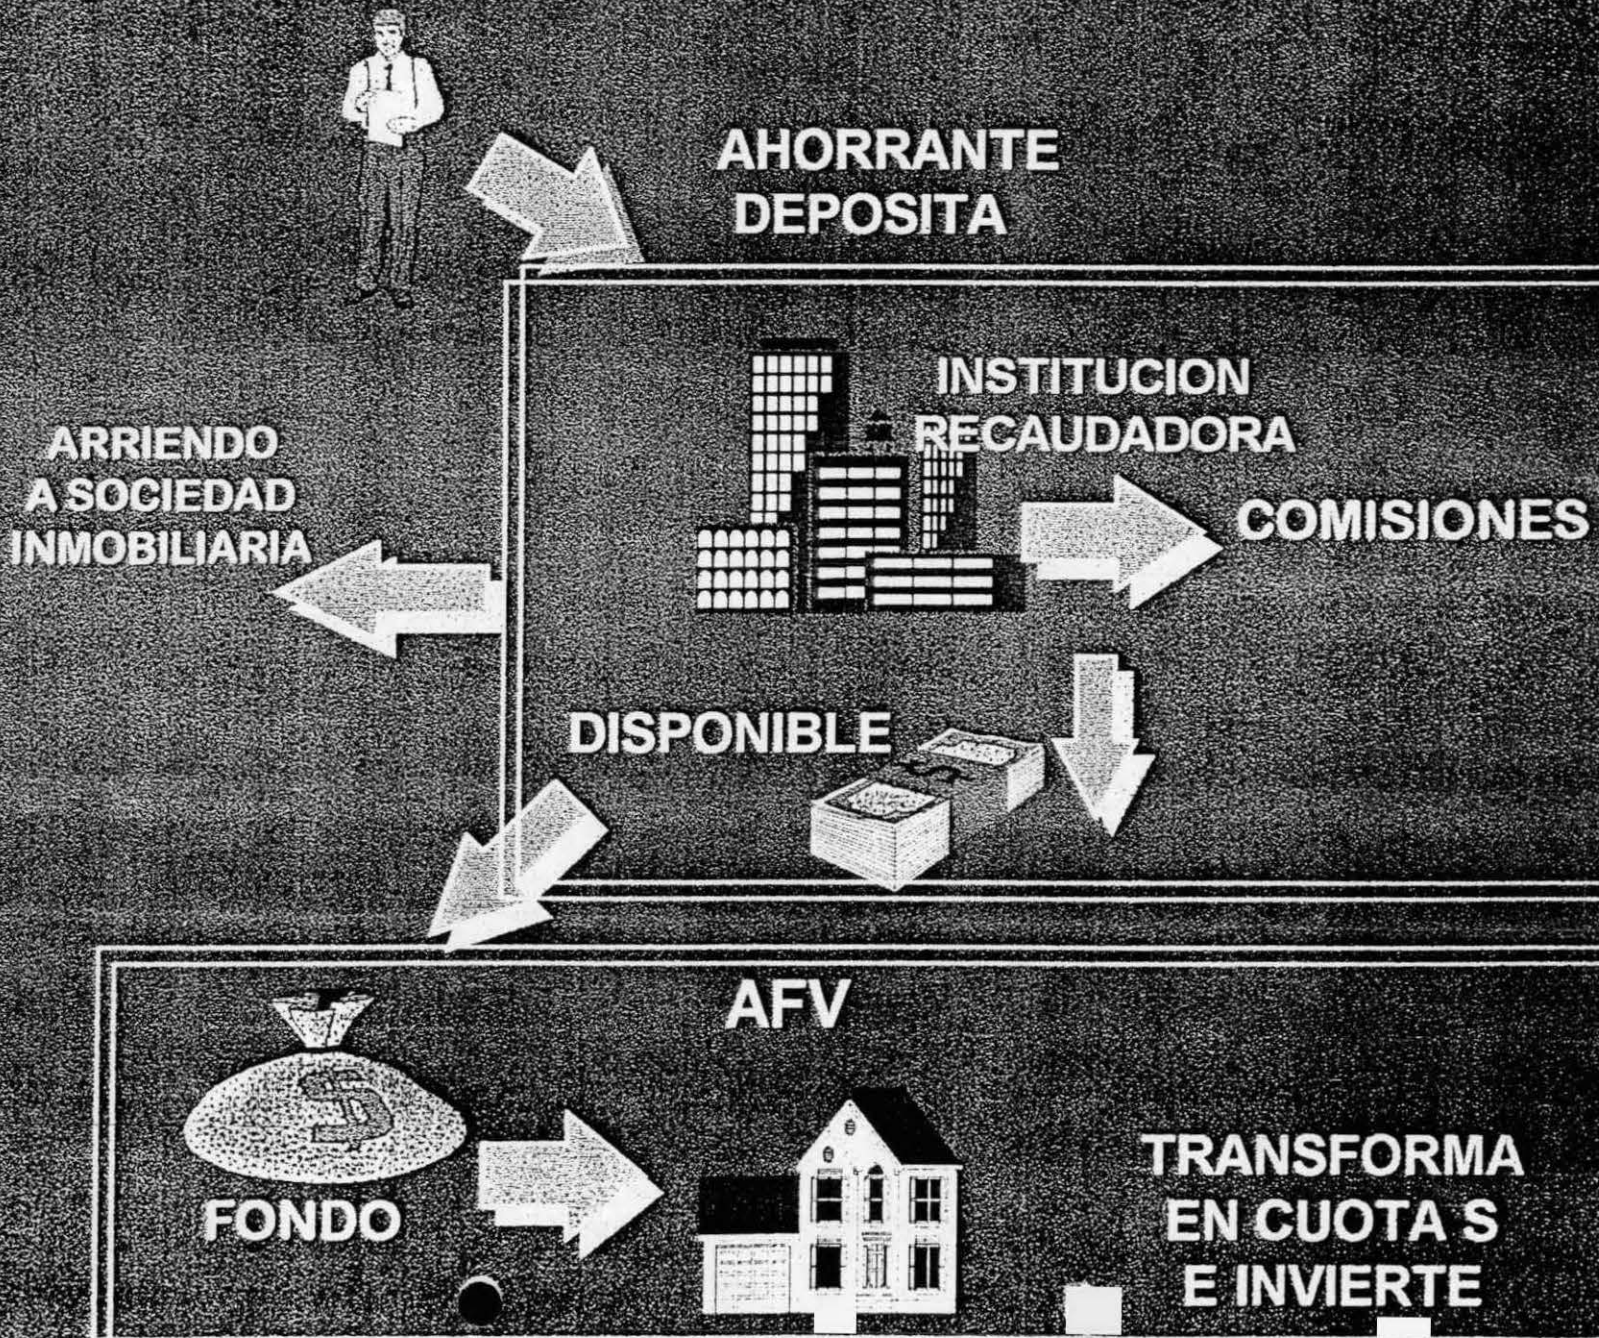 AHORRANTE
DEPOSITA
INSTITUCION
RECAUDADORA
ARRIENDO
A SOCIEDAD
INMOBILIARIA
COMISIONES
DISPONIBLE
AFV
FONDO
TRANSFORMA
EN CUOTA S
E INVIERTE